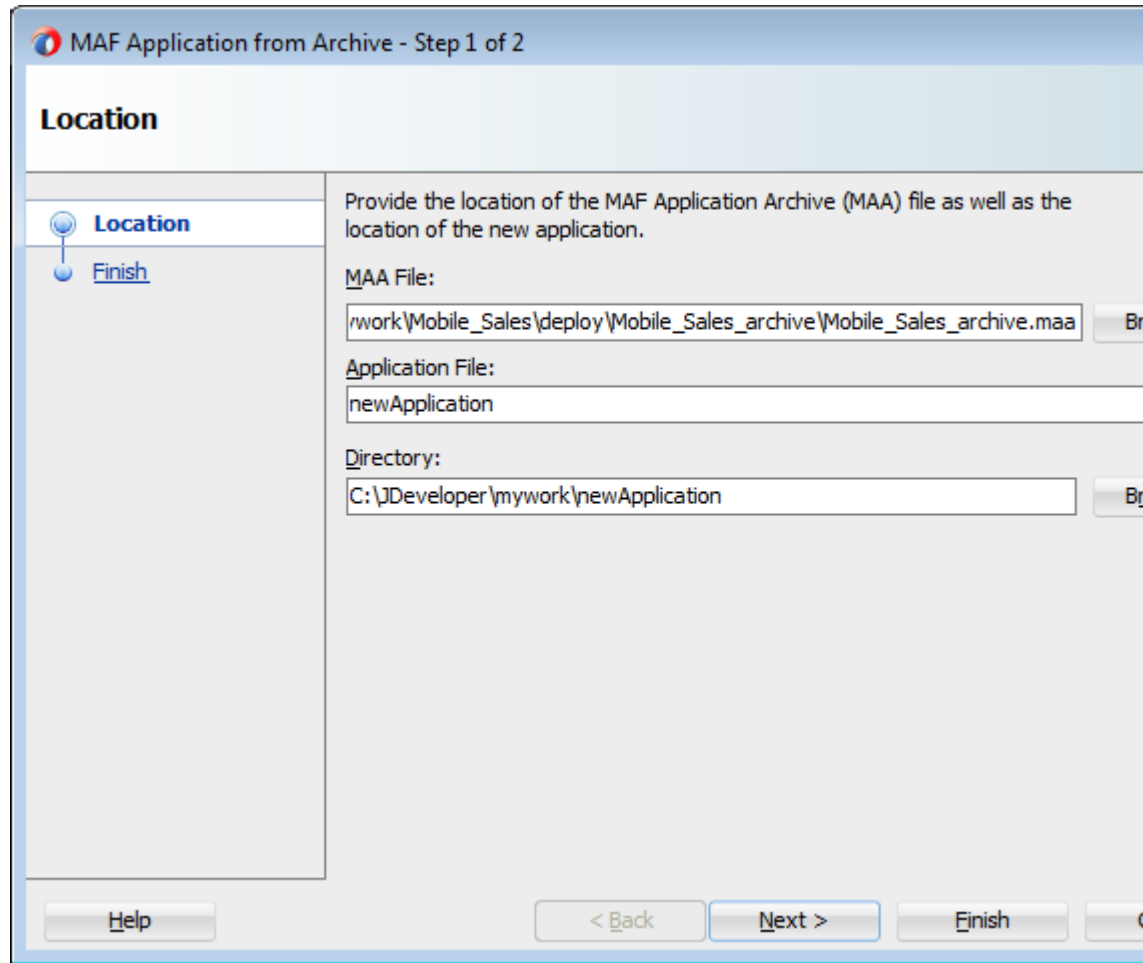 MAF Application from Archive - Step 1 of 2
Location
Location
Finish
Provide the location of the MAF Application Archive (MAA) file as well as the
location of the new application.
MAA File:
work\Mobile_Sales\deploy\Mobile_Sales_archive\Mobile_Sales_archive.maa
Application File:
newApplication
Directory:
C:\JDeveloper\mywork\newApplication
Help
< Back
Next >
Finish